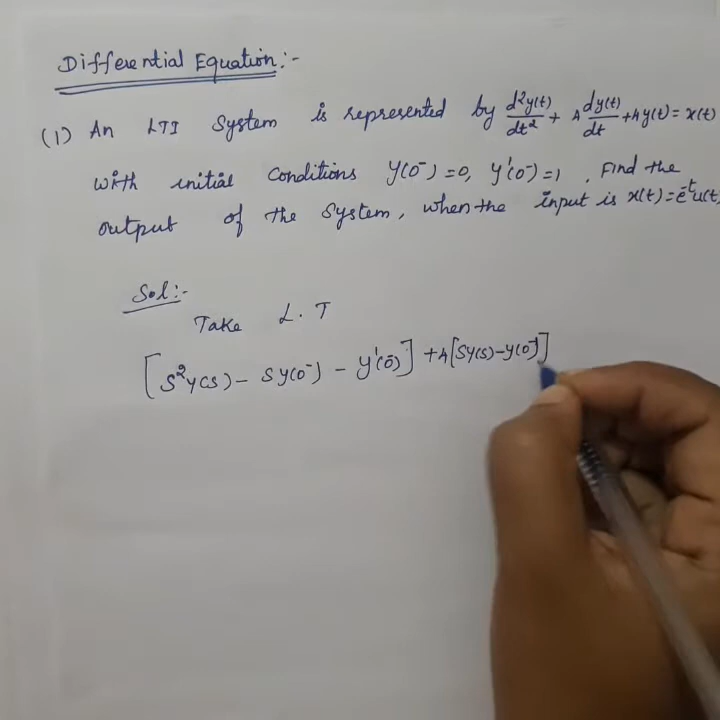 Differential Equation:-
(1) An LTI System is represented by d²y(t)/dt² + 4 dy(t)/dt + 4y(t) = x(t)
with initial Conditions y(0⁻) = 0, y'(0⁻) = 1 . Find the
output of the System, when the input is x(t) = e⁻ᵗu(t)
Sol:-
Take L.T
[S²Y(S) - SY(0⁻) - Y'(0⁻)] + 4[SY(S) - Y(0⁻)]